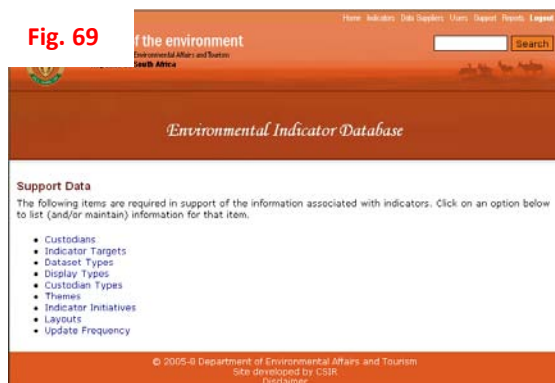 Fig. 69
Home Indicators Data Suppliers Users Support Reports Logout
of the environment
Environmental Affairs and Tourism
South Africa
Search
Environmental Indicator Database
Support Data
The following items are required in support of the information associated with indicators. Click on an option below
to list (and/or maintain) information for that item.
Custodians
Indicator Targets
Dataset Types
Display Types
Custodian Types
Themes
Indicator Initiatives
Layouts
Update Frequency
© 2005-8 Department of Environmental Affairs and Tourism
Site developed by CSIR
Disclaimer